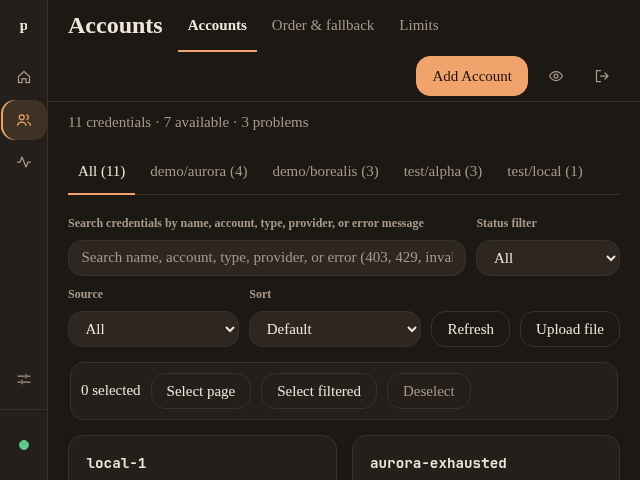 p
Accounts
Accounts Order & fallback Limits
Add Account
11 credentials · 7 available · 3 problems
All (11) demo/aurora (4) demo/borealis (3) test/alpha (3) test/local (1)
Search credentials by name, account, type, provider, or error message
Status filter
Search name, account, type, provider, or error (403, 429, inval
All
Source
Sort
All
Default
Refresh
Upload file
0 selected
Select page
Select filtered
Deselect
local-1
aurora-exhausted